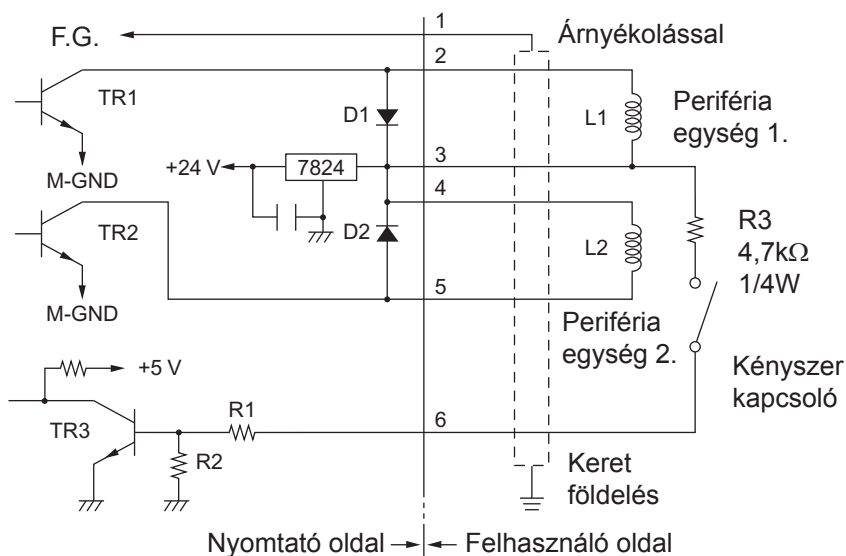 F.G.
1
Árnyékolással
2
TR1
D1
L1
Periféria
egység 1.
M-GND
+24 V
7824
3
4
TR2
D2
L2
R3
4,7kΩ
1/4W
M-GND
5
Periféria
egység 2.
+5 V
Kényszer
kapcsoló
TR3
R1
6
R2
Keret
földelés
Nyomtató oldal
Felhasználó oldal